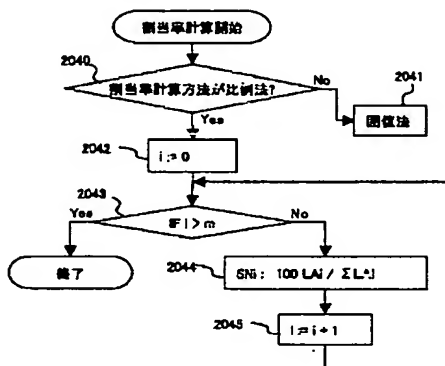 割当率計算開始
2040
割当率計算方法が比例法?
No
2041
Yes
固值法
2042
i := 0
2043
Yes
IF i > m
No
終了
2044
SNi : 100 LAi / ΣLAi
2045
i := i + 1